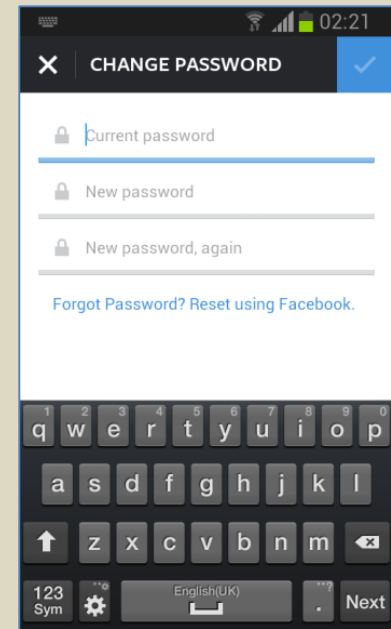 02:21
CHANGE PASSWORD
Current password
New password
New password, again
Forgot Password? Reset using Facebook.
1 2 3 4 5 6 7 8 9 0
q w e r t y u i o p
a s d f g h j k l
z x c v b n m
123 English(UK) ?
Sym . Next